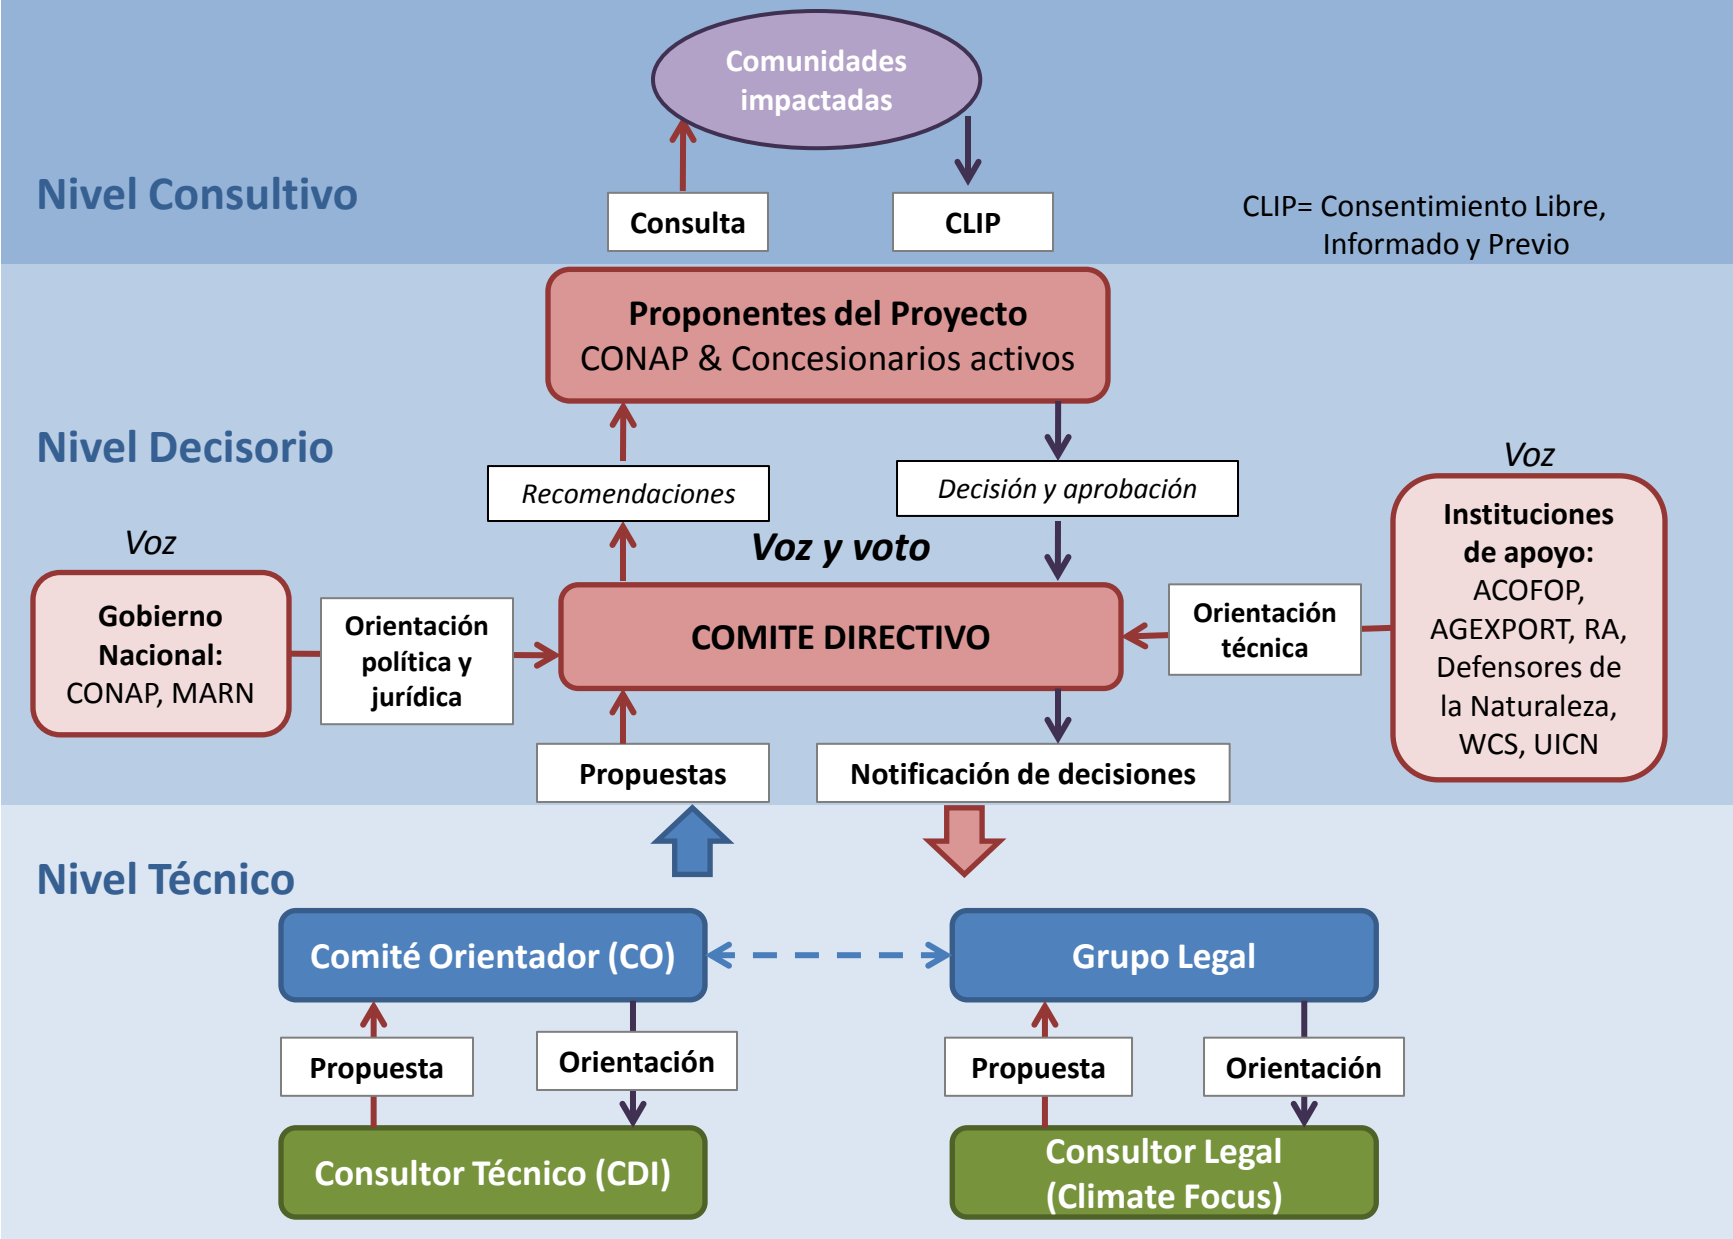 Comunidades
impactadas
Nivel Consultivo
Consulta
CLIP
CLIP= Consentimiento Libre,
Informado y Previo
Proponentes del Proyecto
CONAP & Concesionarios activos
Nivel Decisorio
Recomendaciones
Decisión y aprobación
Voz
Instituciones
de apoyo:
ACOFOP,
AGEXPORT, RA,
Defensores de
la Naturaleza,
WCS, UICN
Voz
Voz y voto
Gobierno
Nacional:
CONAP, MARN
Orientación
política y
jurídica
COMITE DIRECTIVO
Orientación
técnica
Propuestas
Notificación de decisiones
Nivel Técnico
Comité Orientador (CO)
Grupo Legal
Propuesta
Orientación
Propuesta
Orientación
Consultor Técnico (CDI)
Consultor Legal
(Climate Focus)